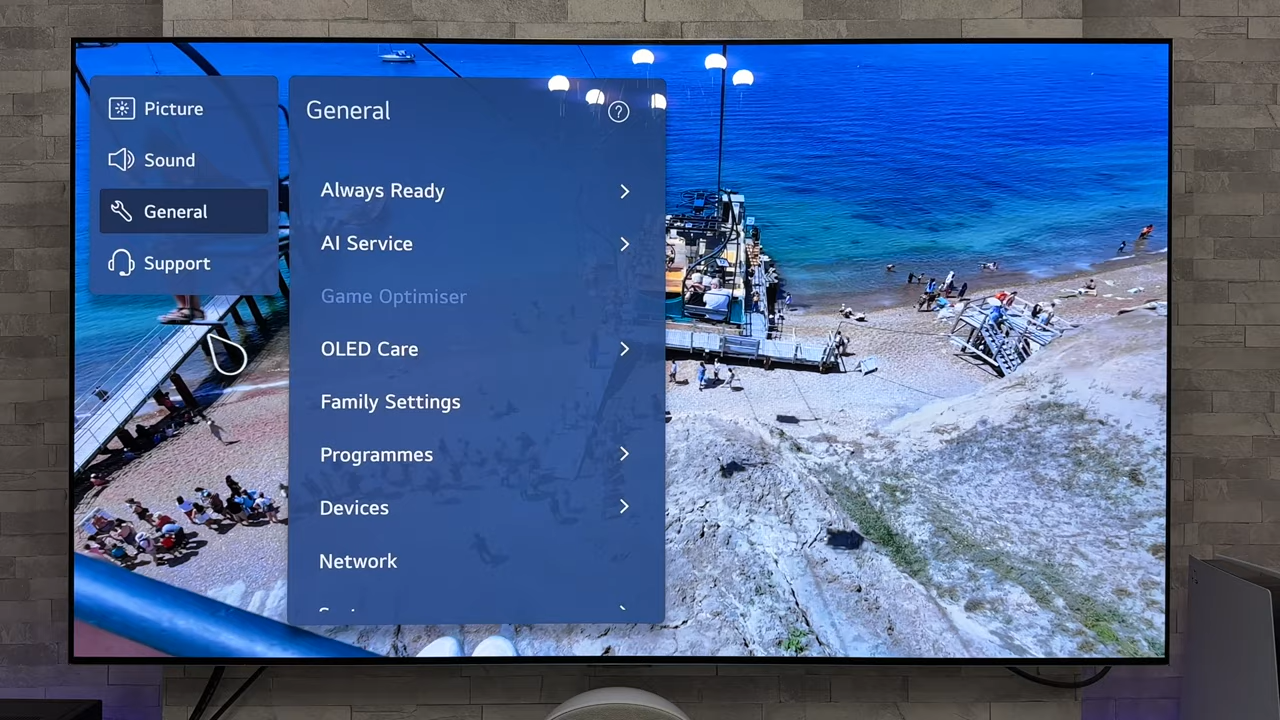 Picture
Sound
General
Support
General
?
Always Ready
AI Service
Game Optimiser
OLED Care
Family Settings
Programmes
Devices
Network